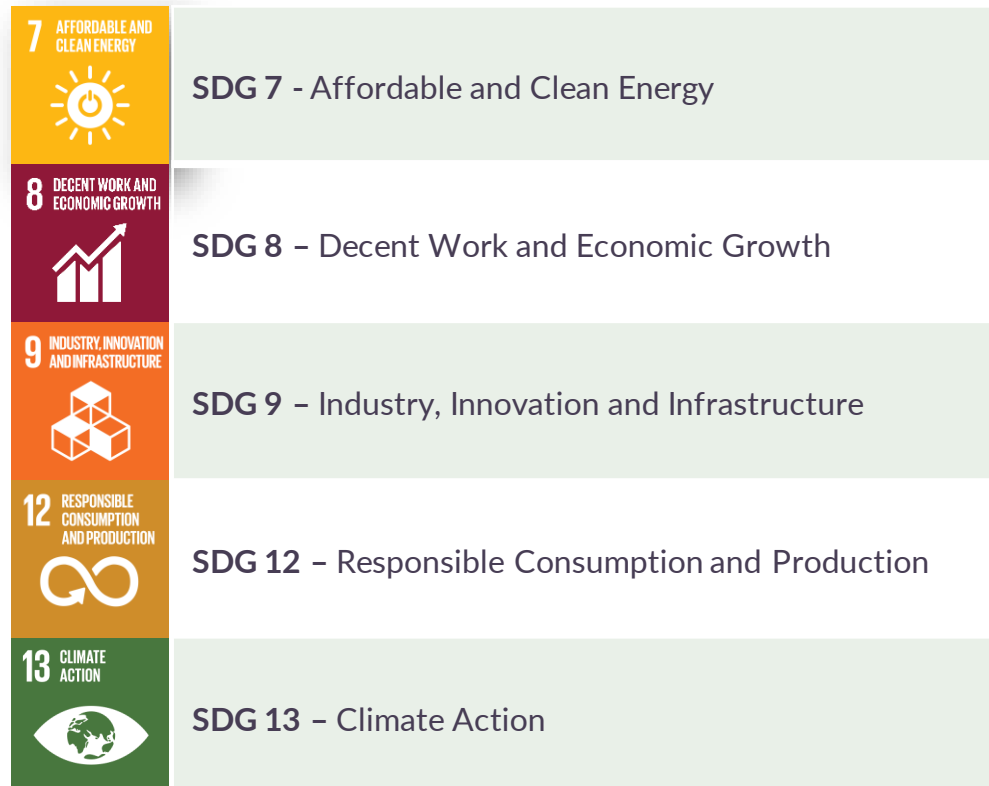 7 AFFORDABLE AND
CLEAN ENERGY
SDG 7 - Affordable and Clean Energy
8 DECENT WORK AND
ECONOMIC GROWTH
SDG 8 – Decent Work and Economic Growth
9 INDUSTRY, INNOVATION
AND INFRASTRUCTURE
SDG 9 – Industry, Innovation and Infrastructure
12 RESPONSIBLE
CONSUMPTION
AND PRODUCTION
SDG 12 – Responsible Consumption and Production
13 CLIMATE
ACTION
SDG 13 – Climate Action